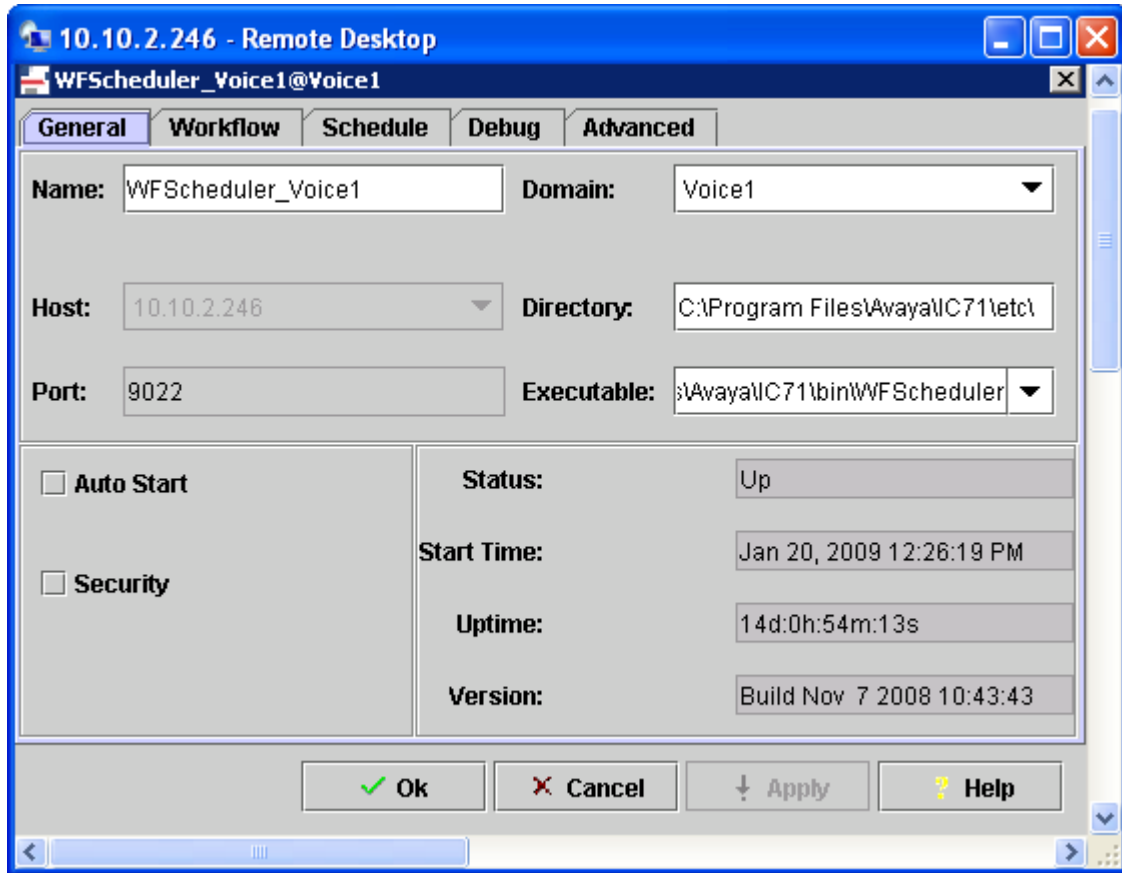 10.10.2.246 - Remote Desktop
WFScheduler_Voice1@Voice1
General Workflow Schedule Debug Advanced
Name: WFScheduler_Voice1 Domain: Voice1
Host: 10.10.2.246 Directory: C:\Program Files\Avaya\IC71\etc\
Port: 9022 Executable: s\Avaya\IC71\bin\WFScheduler
Auto Start Status: Up
Start Time: Jan 20, 2009 12:26:19 PM
Security
Uptime: 14d:0h:54m:13s
Version: Build Nov 7 2008 10:43:43
Ok Cancel Apply ? Help